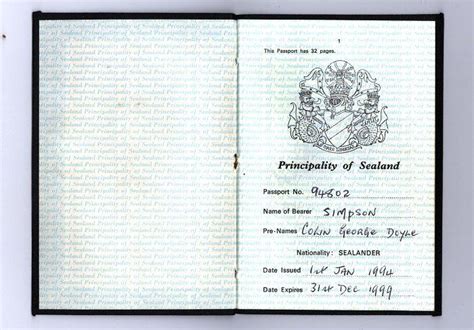 This Passport has 32 pages.
1
Principality of Sealand
Passport No. 94802
Name of Bearer SIMPSON
Pre-Names COLIN GEORGE DOYLE
Nationality: SEALANDER
Date Issued 1st JAN 1994
Date Expires 31st DEC 1999